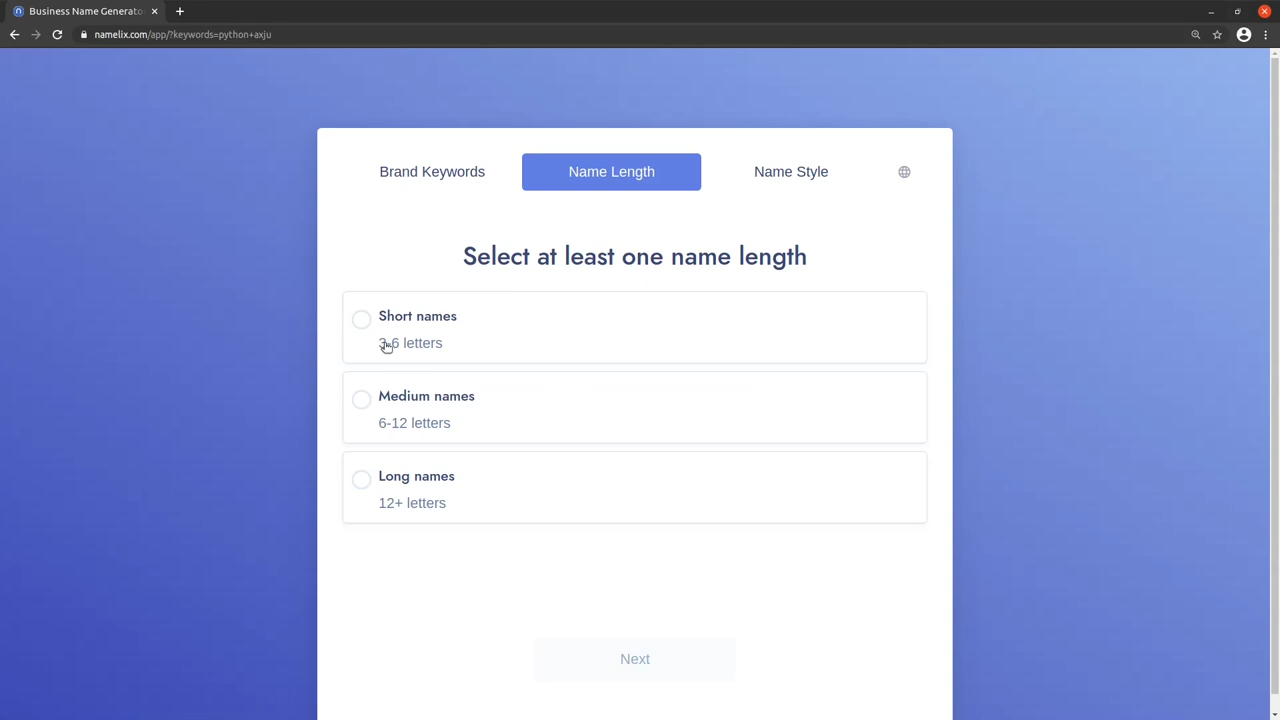 Business Name Generato
namelix.com/app/?keywords=python+axju
Brand Keywords
Name Length
Name Style
Select at least one name length
Short names
3-6 letters
Medium names
6-12 letters
Long names
12+ letters
Next